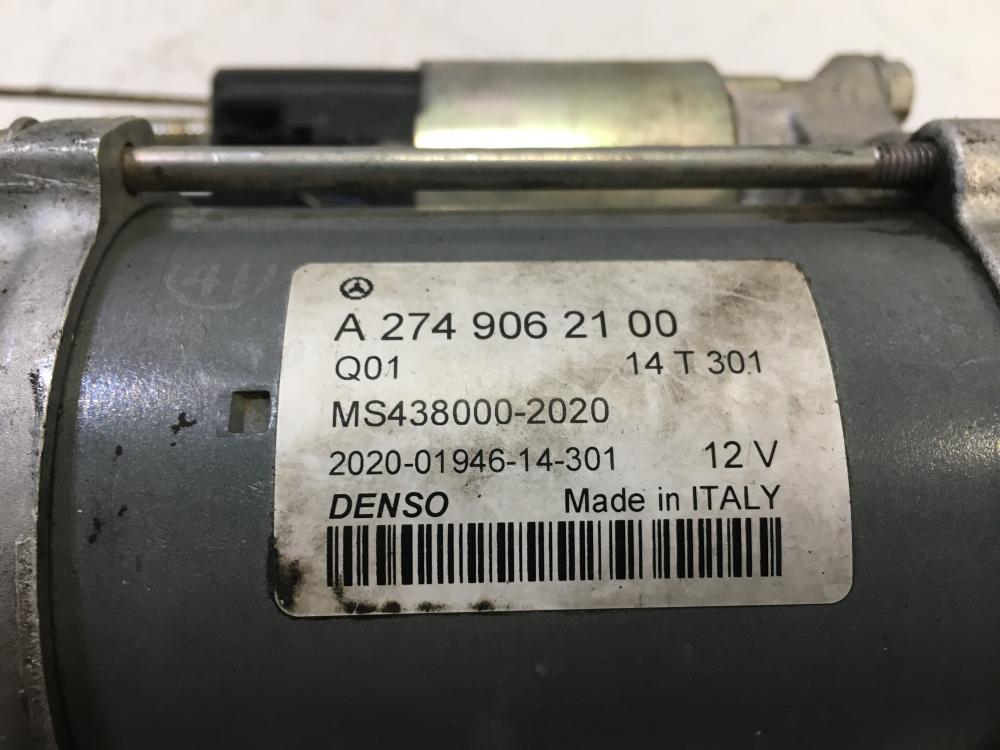 A 274 906 21 00
Q01 14 T 301
MS438000-2020
2020-01946-14-301 12 V
DENSO Made in ITALY